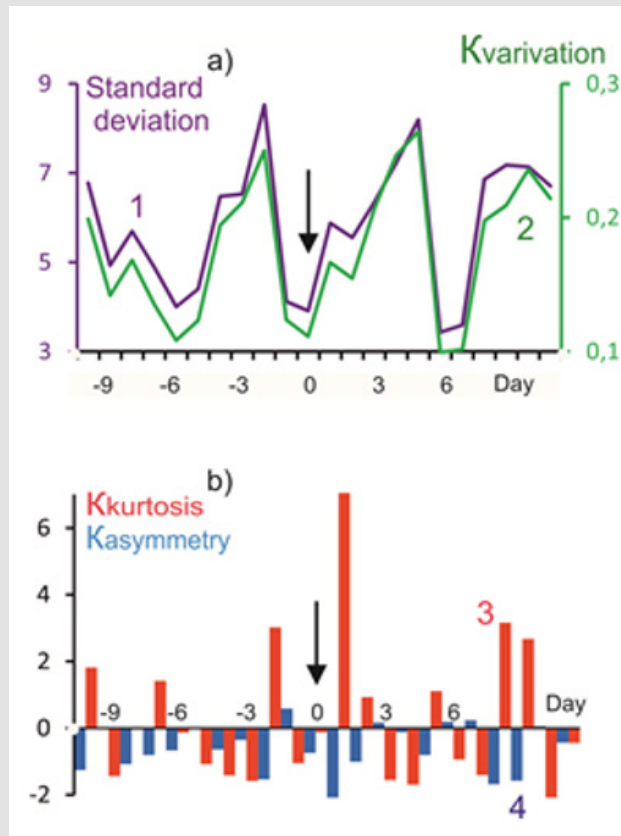 a)
Kvarivation
9
Standard
deviation
0,3
7
1
0,2
2
5
3
0,1
-9 -6 -3 0 3 6 Day
b)
Kkurtosis
Kasymmetry
6
4
3
2
-9 -6 -3 0 3 6 Day
0
-2
4